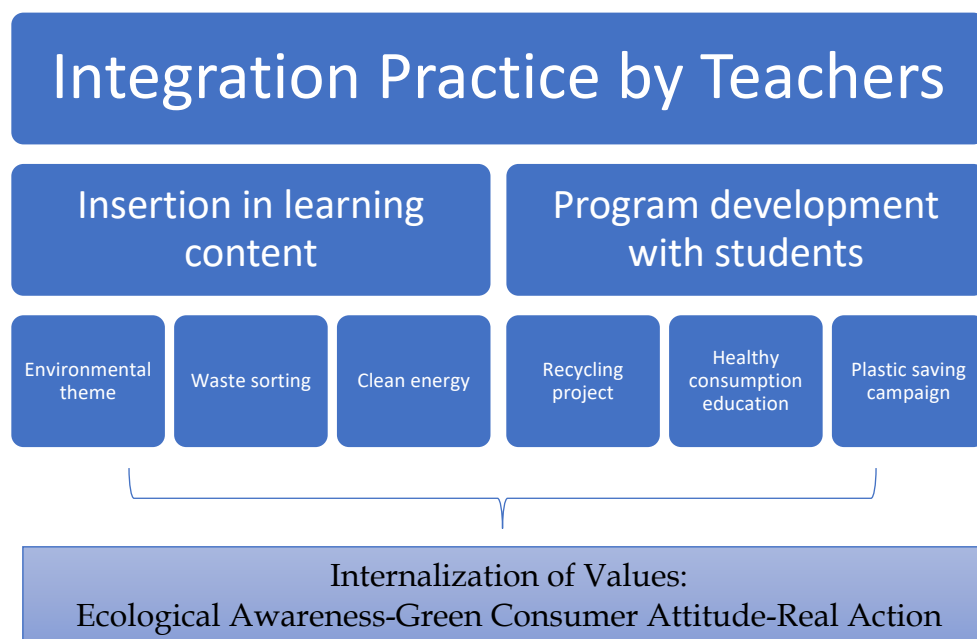 Integration Practice by Teachers
Insertion in learning
content
Program development
with students
Environmental
theme
Waste sorting
Clean energy
Recycling
project
Healthy
consumption
education
Plastic saving
campaign
Internalization of Values:
Ecological Awareness-Green Consumer Attitude-Real Action